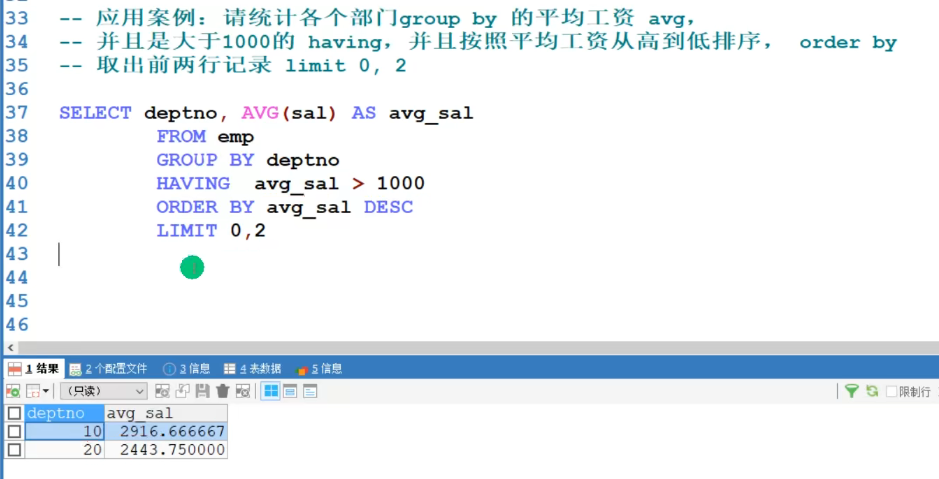 33 -- 应用案例：请统计各个部门group by 的平均工资 avg，
34 -- 并且是大于1000的 having，并且按照平均工资从高到低排序， order by
35 -- 取出前两行记录 limit 0, 2
36
37 SELECT deptno, AVG(sal) AS avg_sal
38 FROM emp
39 GROUP BY deptno
40 HAVING  avg_sal > 1000
41 ORDER BY avg_sal DESC
42 LIMIT 0,2
43
44
45
46
1 结果 2 个配置文件 3 信息 4 表数据 5 信息
（只读） 限制行
deptno avg_sal
10 2916.666667
20 2443.750000